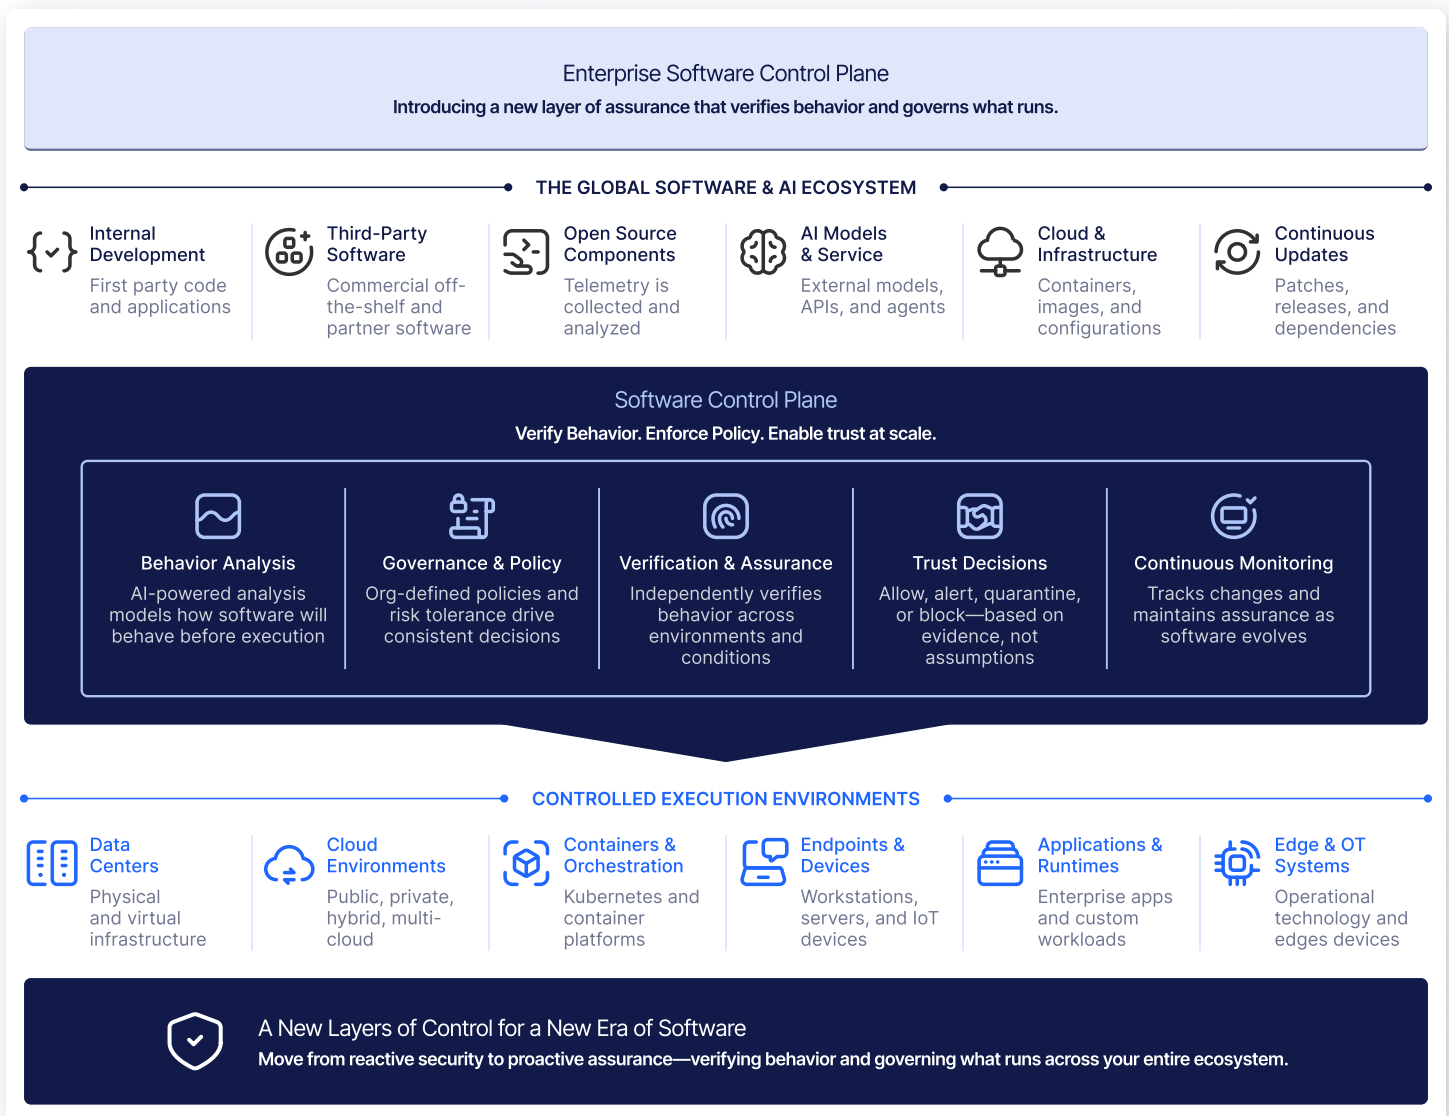 Enterprise Software Control Plane
Introducing a new layer of assurance that verifies behavior and governs what runs.
THE GLOBAL SOFTWARE & AI ECOSYSTEM
Internal
Development
First party code
and applications
Third-Party
Software
Commercial off-
the-shelf and
partner software
Open Source
Components
Telemetry is
collected and
analyzed
AI Models
& Service
External models,
APIs, and agents
Cloud &
Infrastructure
Containers,
images, and
configurations
Continuous
Updates
Patches,
releases, and
dependencies
Software Control Plane
Verify Behavior. Enforce Policy. Enable trust at scale.
Behavior Analysis
AI-powered analysis
models how software will
behave before execution
Governance & Policy
Org-defined policies and
risk tolerance drive
consistent decisions
Verification & Assurance
Independently verifies
behavior across
environments and
conditions
Trust Decisions
Allow, alert, quarantine,
or block—based on
evidence, not
assumptions
Continuous Monitoring
Tracks changes and
maintains assurance as
software evolves
CONTROLLED EXECUTION ENVIRONMENTS
Data
Centers
Physical
and virtual
infrastructure
Cloud
Environments
Public, private,
hybrid, multi-
cloud
Containers &
Orchestration
Kubernetes and
container
platforms
Endpoints &
Devices
Workstations,
servers, and IoT
devices
Applications &
Runtimes
Enterprise apps
and custom
workloads
Edge & OT
Systems
Operational
technology and
edges devices
A New Layers of Control for a New Era of Software
Move from reactive security to proactive assurance—verifying behavior and governing what runs across your entire ecosystem.